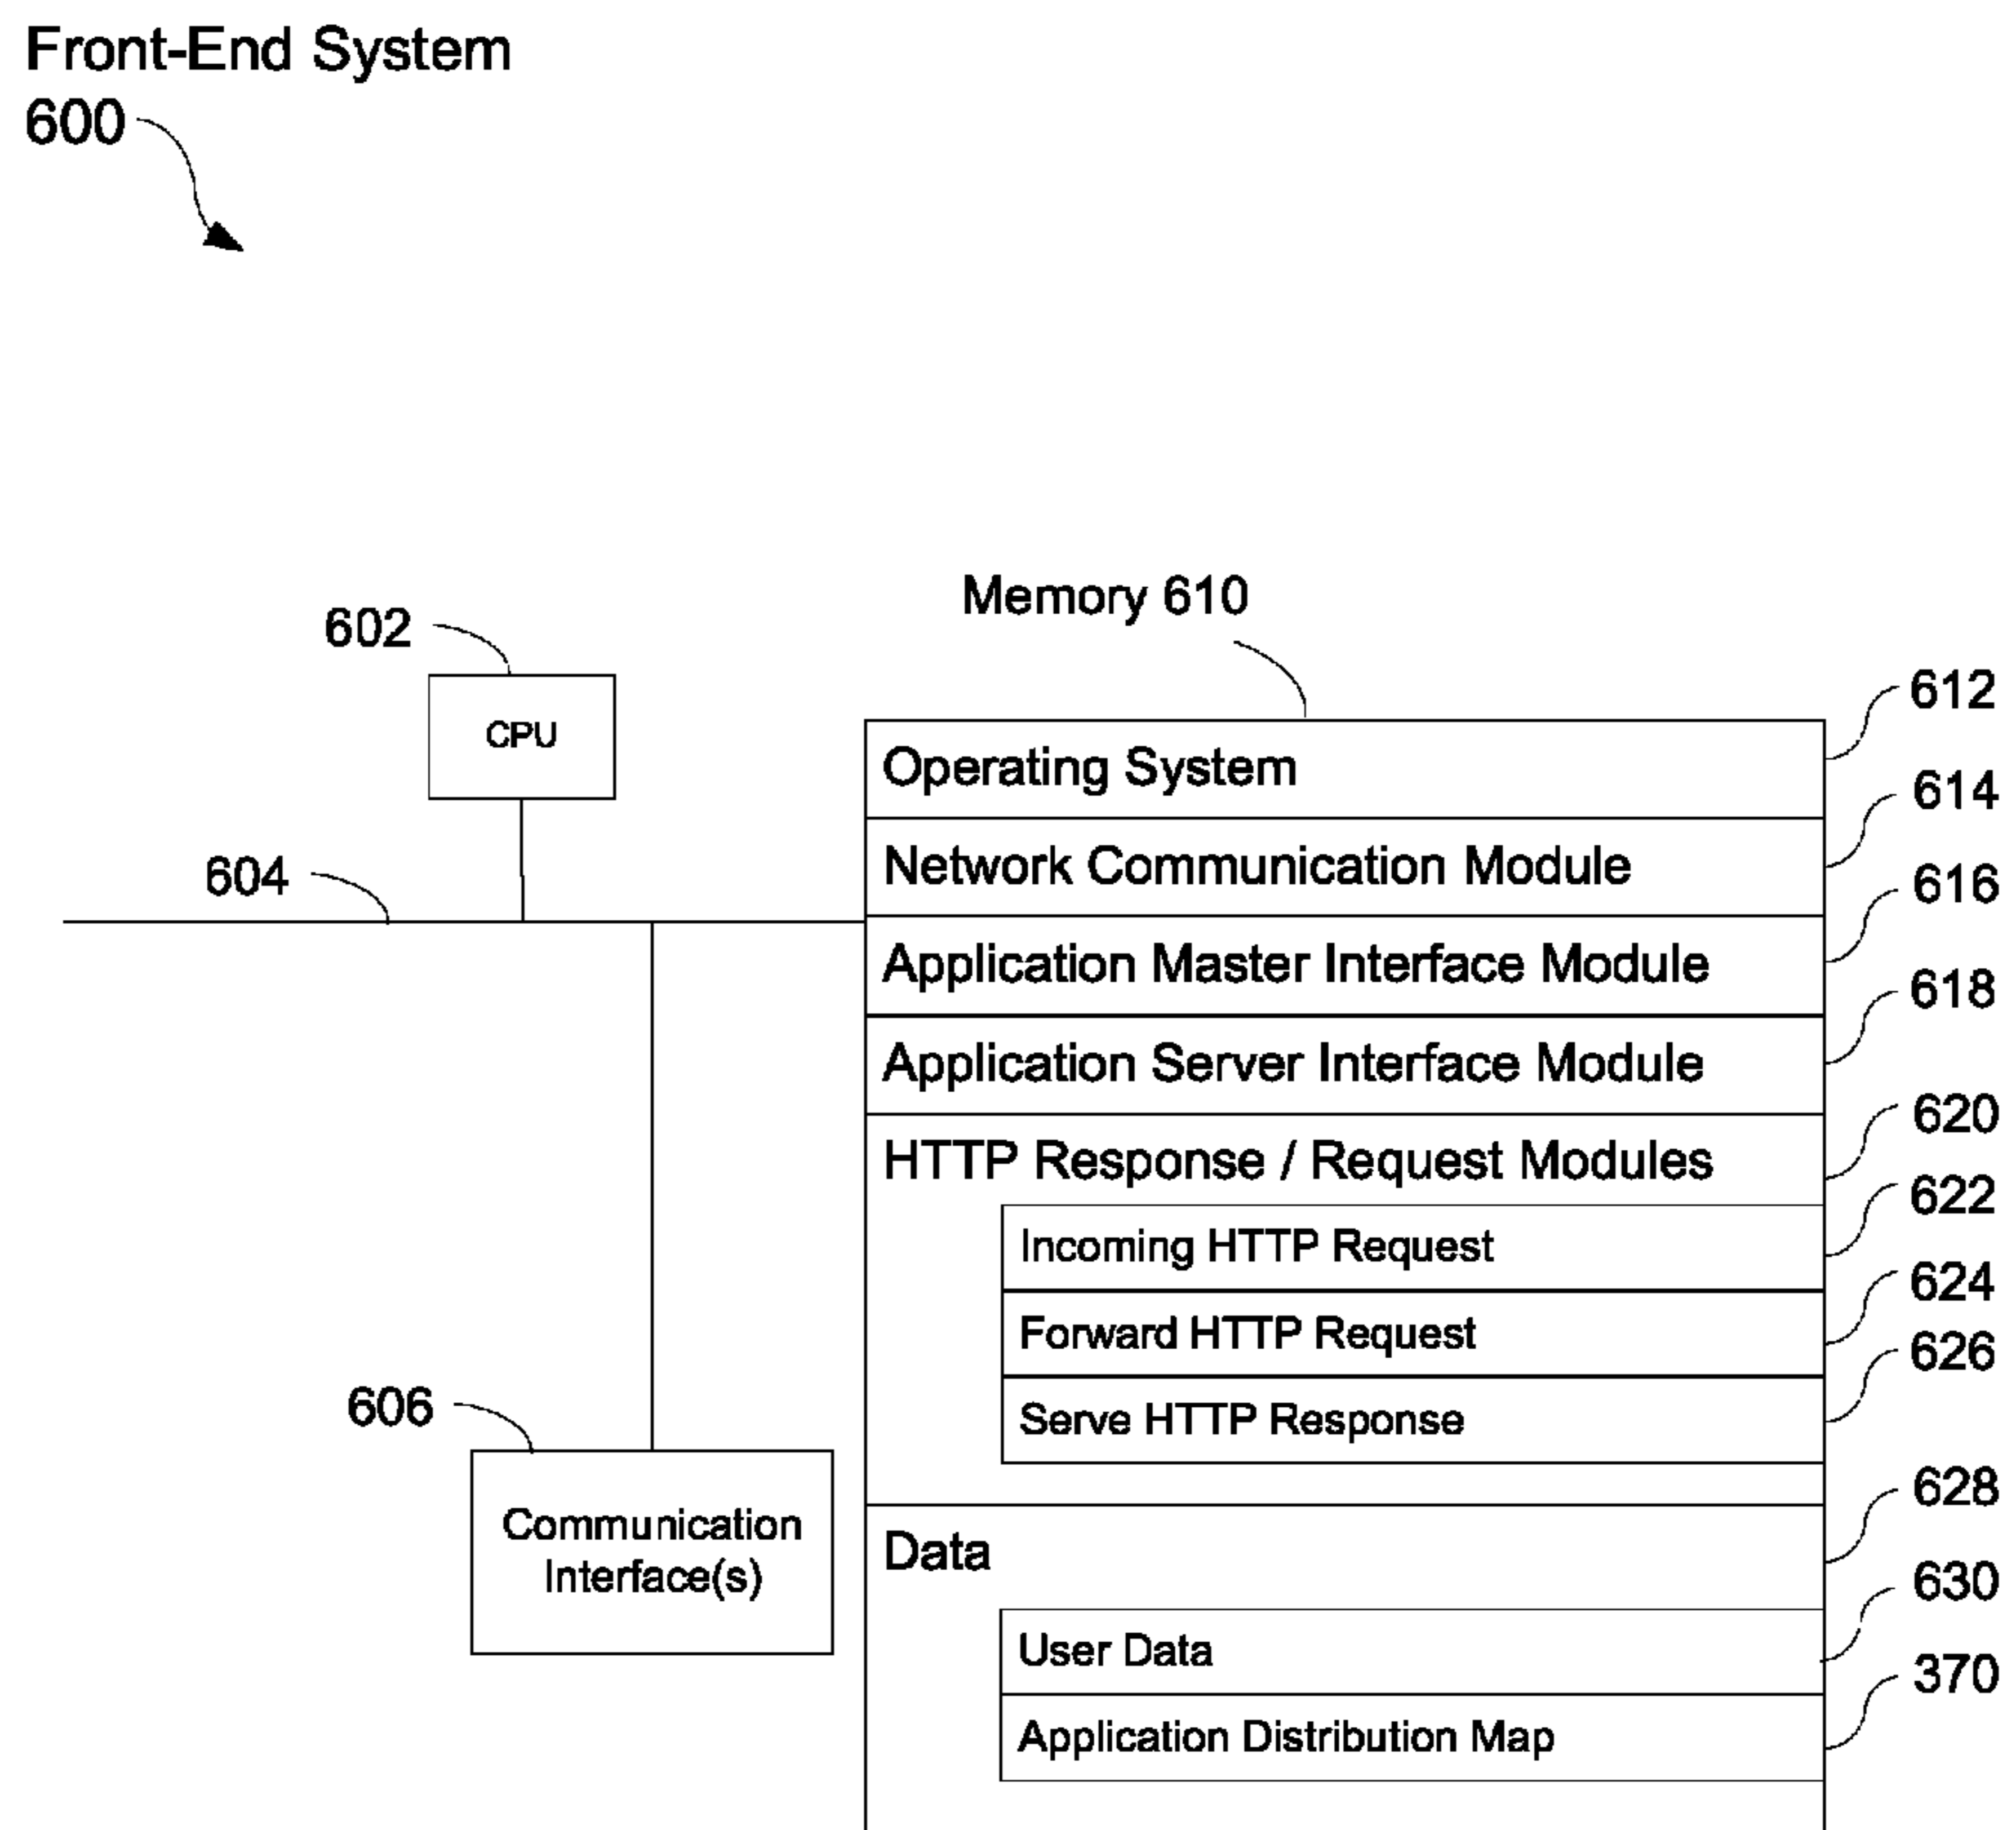 Front-End System
600
Memory 610
602
CPU
604
606
Communication
Interface(s)
Operating System
612
Network Communication Module
614
Application Master Interface Module
616
Application Server Interface Module
618
HTTP Response / Request Modules
620
Incoming HTTP Request
622
Forward HTTP Request
624
Serve HTTP Response
626
Data
628
User Data
630
Application Distribution Map
370